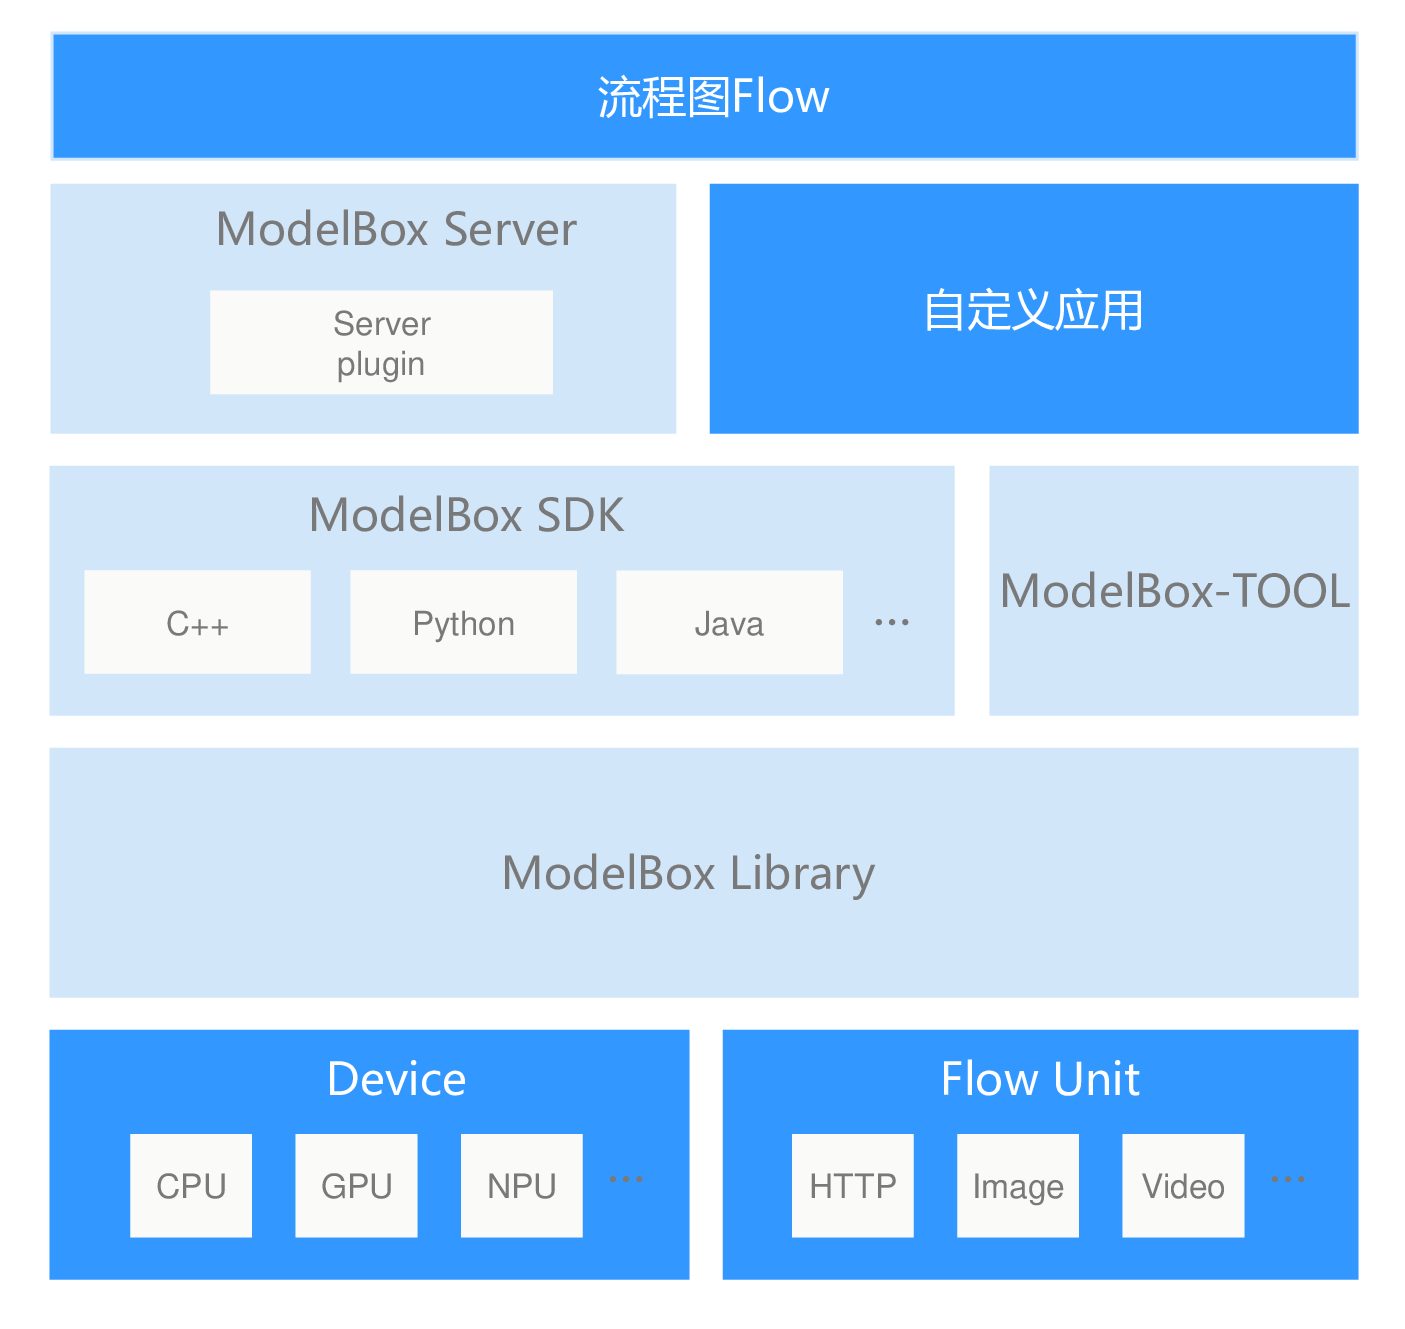 流程图Flow
ModelBox Server
Server
plugin
自定义应用
ModelBox SDK
C++
Python
Java
...
ModelBox-TOOL
ModelBox Library
Device
CPU
GPU
NPU
...
Flow Unit
HTTP
Image
Video
...